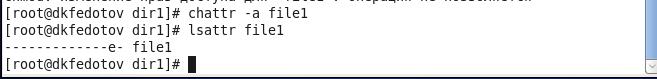 [root@dkfedotov dir1]# chattr -a file1
[root@dkfedotov dir1]# lsattr file1
-------------e- file1
[root@dkfedotov dir1]#